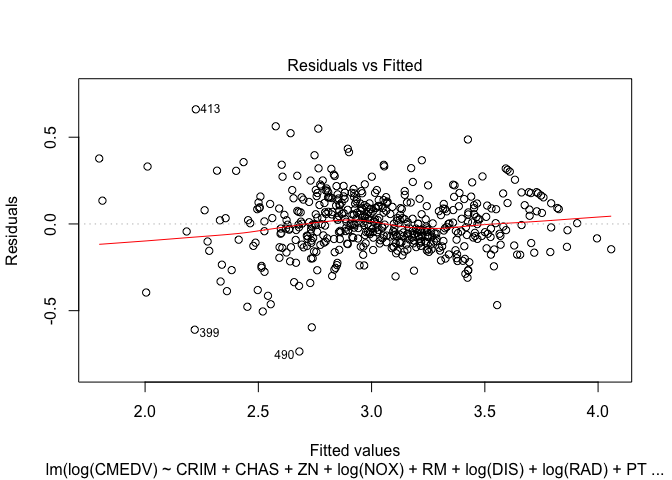 Residuals vs Fitted
Residuals
0.5
0.0
-0.5
413
399
490
2.0 2.5 3.0 3.5 4.0
Fitted values
lm(log(CMEDV) ~ CRIM + CHAS + ZN + log(NOX) + RM + log(DIS) + log(RAD) + PT ...